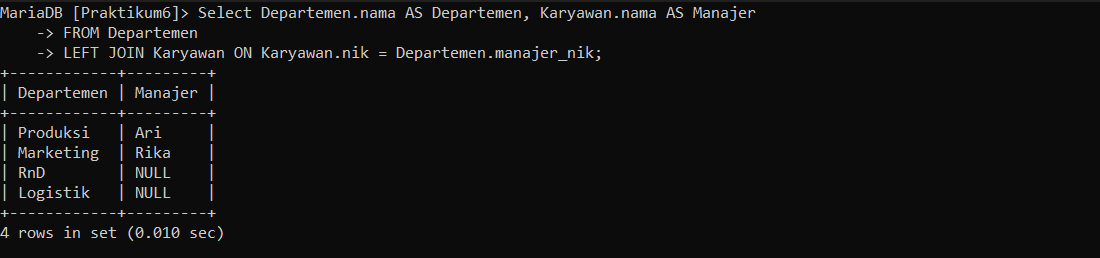 MariaDB [Praktikum6]> Select Departemen.nama AS Departemen, Karyawan.nama AS Manajer
    -> FROM Departemen
    -> LEFT JOIN Karyawan ON Karyawan.nik = Departemen.manajer_nik;
+------------+---------+
| Departemen | Manajer |
+------------+---------+
| Produksi   | Ari     |
| Marketing  | Rika    |
| RnD        | NULL    |
| Logistik   | NULL    |
+------------+---------+
4 rows in set (0.010 sec)